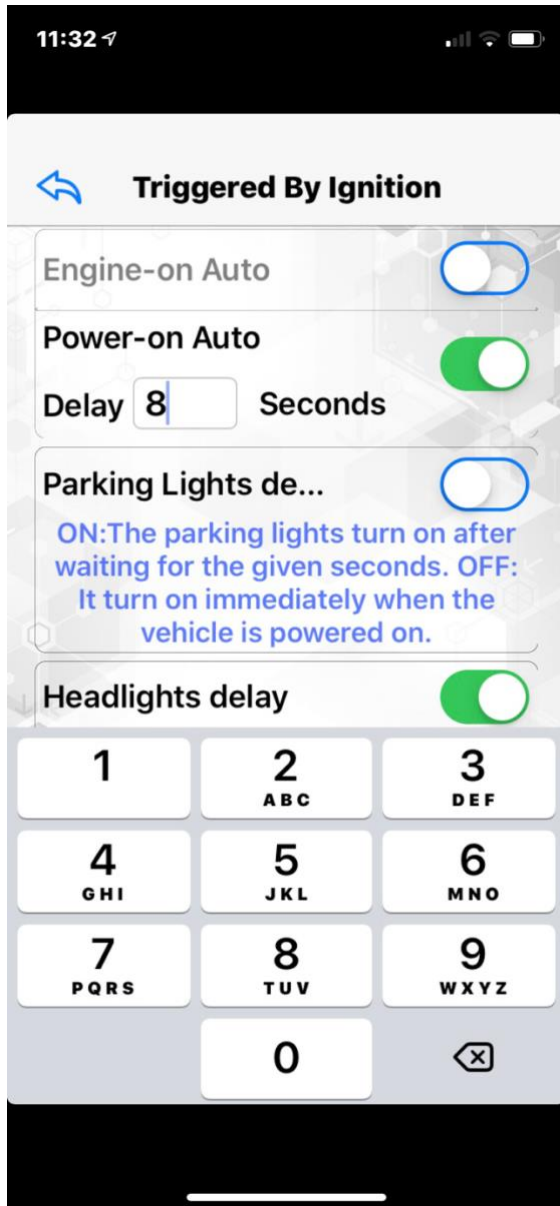 11:32
Triggered By Ignition
Engine-on Auto
Power-on Auto
Delay 8 Seconds
Parking Lights de...
ON:The parking lights turn on after
waiting for the given seconds. OFF:
It turn on immediately when the
vehicle is powered on.
Headlights delay
1 2 3
ABC DEF
4 5 6
GHI JKL MNO
7 8 9
PQRS TUV WXYZ
0